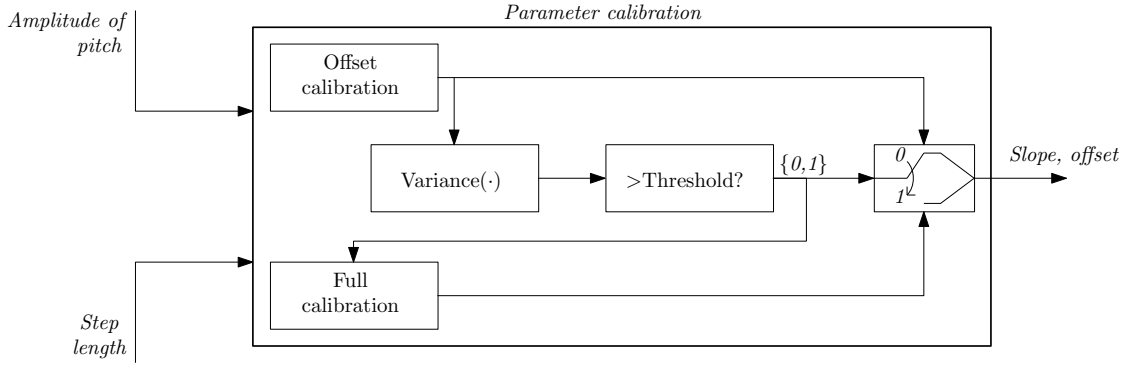 Parameter calibration
Amplitude of
pitch
Offset
calibration
Variance(·)
>Threshold?
{0,1}
0
1
Slope, offset
Full
calibration
Step
length